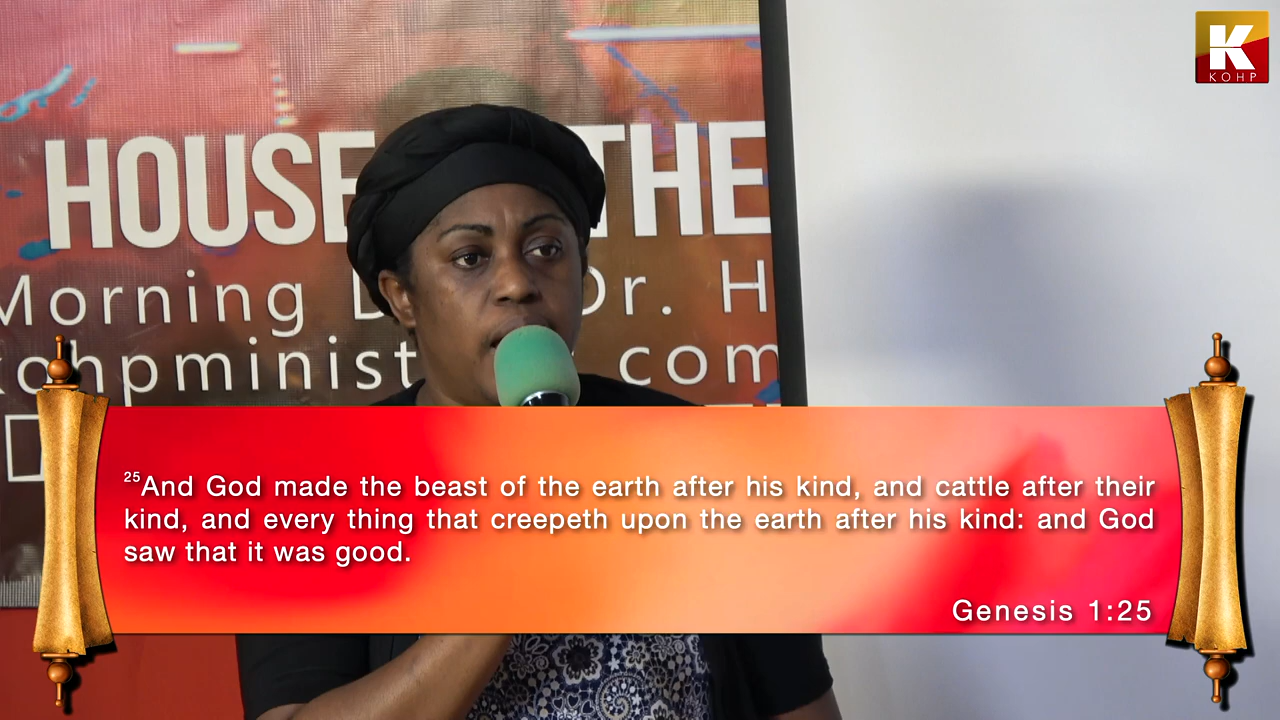 K
KOHP
HOUSE THE
Morning Dr. H
kohpminist com
25And God made the beast of the earth after his kind, and cattle after their
kind, and every thing that creepeth upon the earth after his kind: and God
saw that it was good.
Genesis 1:25